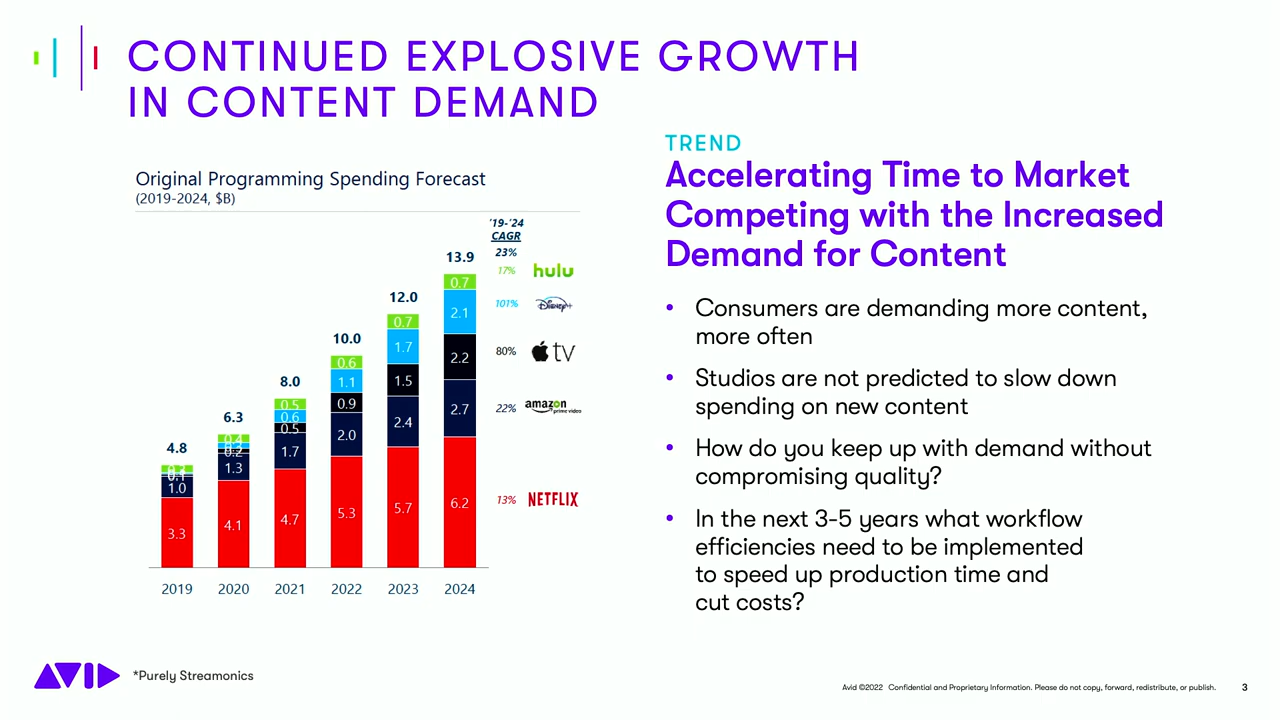 CONTINUED EXPLOSIVE GROWTH
IN CONTENT DEMAND
Original Programming Spending Forecast
(2019-2024, $B)
'19-'24
CAGR
23%
17% hulu
101% Disney+
80% tv
22% amazon
prime video
13% NETFLIX
4.8
1.0
3.3
6.3
1.3
4.1
8.0
0.5
0.6
0.5
1.7
4.7
10.0
0.6
1.1
0.9
2.0
5.3
12.0
0.7
1.7
1.5
2.4
5.7
13.9
0.7
2.1
2.2
2.7
6.2
2019 2020 2021 2022 2023 2024
TREND
Accelerating Time to Market
Competing with the Increased
Demand for Content
• Consumers are demanding more content,
more often
• Studios are not predicted to slow down
spending on new content
• How do you keep up with demand without
compromising quality?
• In the next 3-5 years what workflow
efficiencies need to be implemented
to speed up production time and
cut costs?
AVID
*Purely Streamonics
Avid ©2022 Confidential and Proprietary Information. Please do not copy, forward, redistribute, or publish. 3